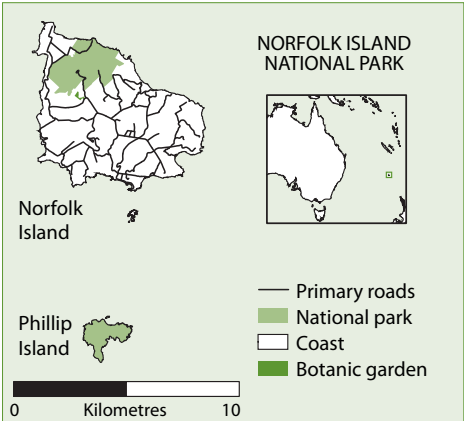 NORFOLK ISLAND
NATIONAL PARK
Norfolk
Island
Phillip
Island
Primary roads
National park
Coast
Botanic garden
0 Kilometres 10